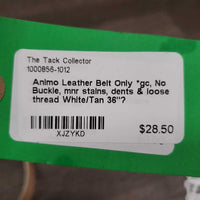 The Tack Collector
1000856-1012
Animo Leather Belt Only *gc, No
Buckle, mnr stains, dents & loose
thread White/Tan 36"?
XJZYKD
$28.50